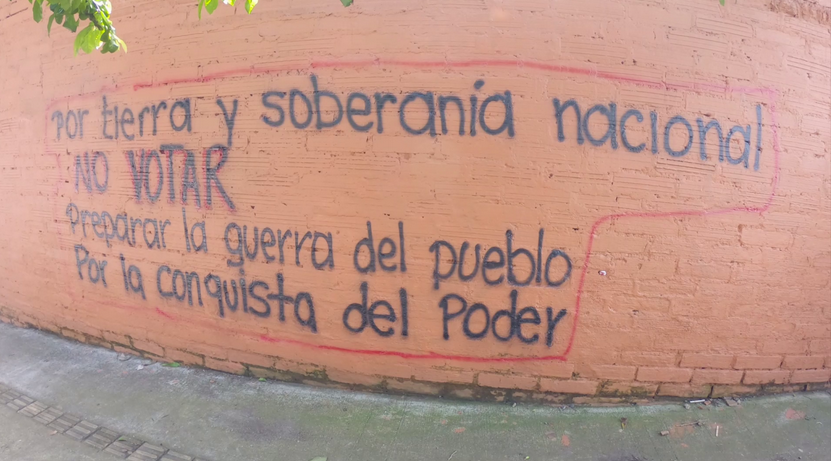 por tierra y soberanía nacional
NO VOTAR
Preparar la guerra del pueblo
Por la conquista del Poder